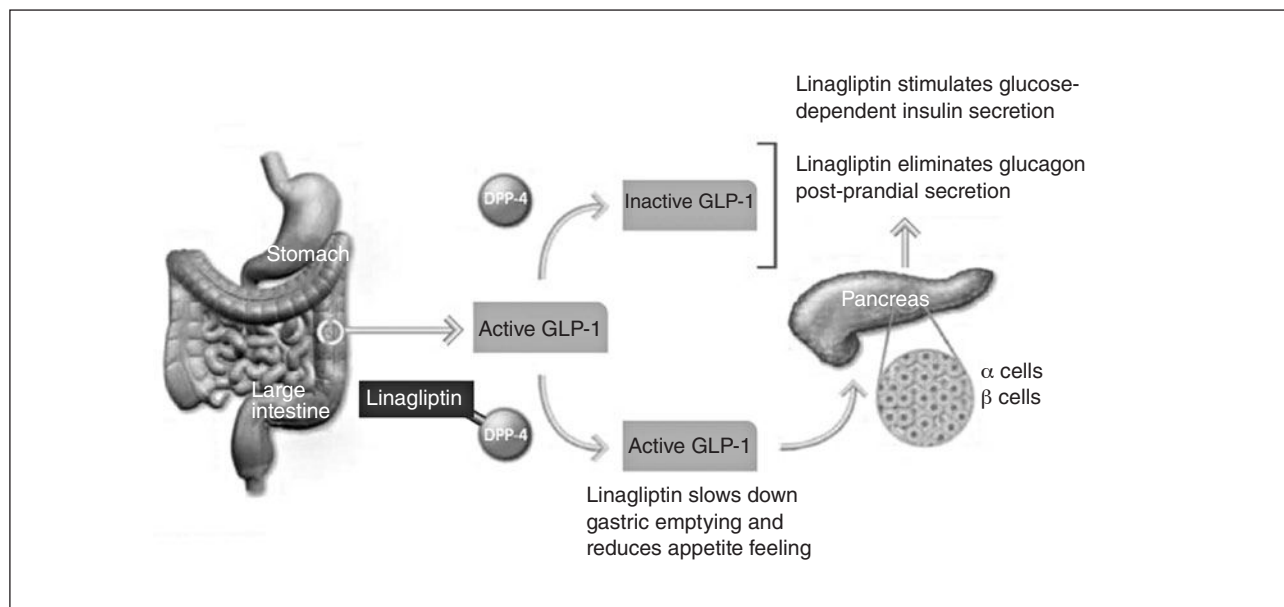 Linagliptin stimulates glucose-
dependent insulin secretion
Linagliptin eliminates glucagon
post-prandial secretion
DPP-4
Inactive GLP-1
Stomach
Pancreas
Active GLP-1
α cells
β cells
Large
intestine
Linagliptin
DPP-4
Active GLP-1
Linagliptin slows down
gastric emptying and
reduces appetite feeling